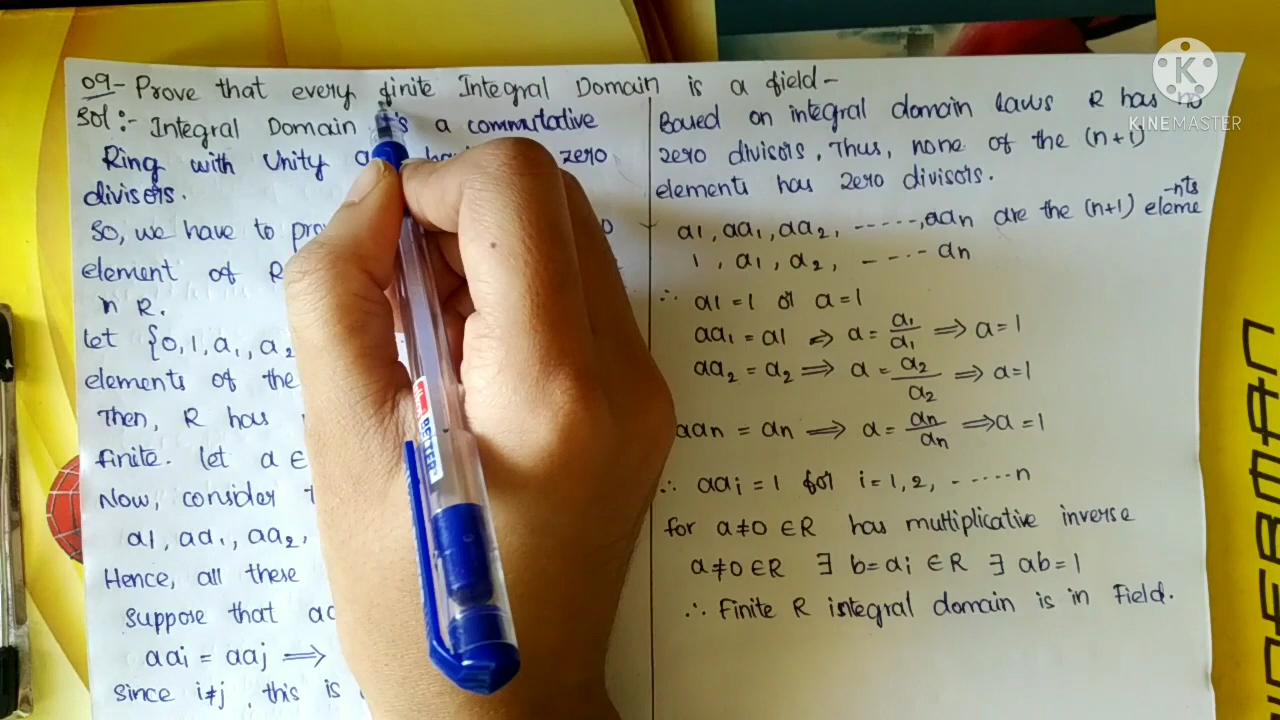 09- Prove that every finite Integral Domain is a field-
Sol:- Integral Domain is a commutative
Ring with Unity zero
divisors.
So, we have to
element of R
n R.
let {0, 1, a₁, a₂
elements of the
Then, R has
finite. let a ∈
Now, consider
a1, aa₁, aa₂,
Hence, all these
Suppose that
aai = aaj ⟹
Since i≠j, this is
Based on integral domain laws R has no
zero divisors, Thus, none of the (n+1)
elements has zero divisors.
a1, aa₁, aa₂, ------, aan are the (n+1) eleme
-nts
1, a₁, a₂, ---- an
∴ a1 = 1 or a=1
aa₁ = a1 ⇒ a = a₁/a₁ ⟹ a=1
aa₂ = a₂ ⟹ a = a₂/a₂ ⟹ a=1
aan = an ⟹ a = an/an ⟹ a=1
∴ aai = 1 for i=1, 2, ------n
for a≠0 ∈R has multiplicative inverse
a≠0 ∈R ∃ b=ai ∈R ∃ ab=1
∴ Finite R integral domain is in Field.
K
KINEMASTER
BETTER